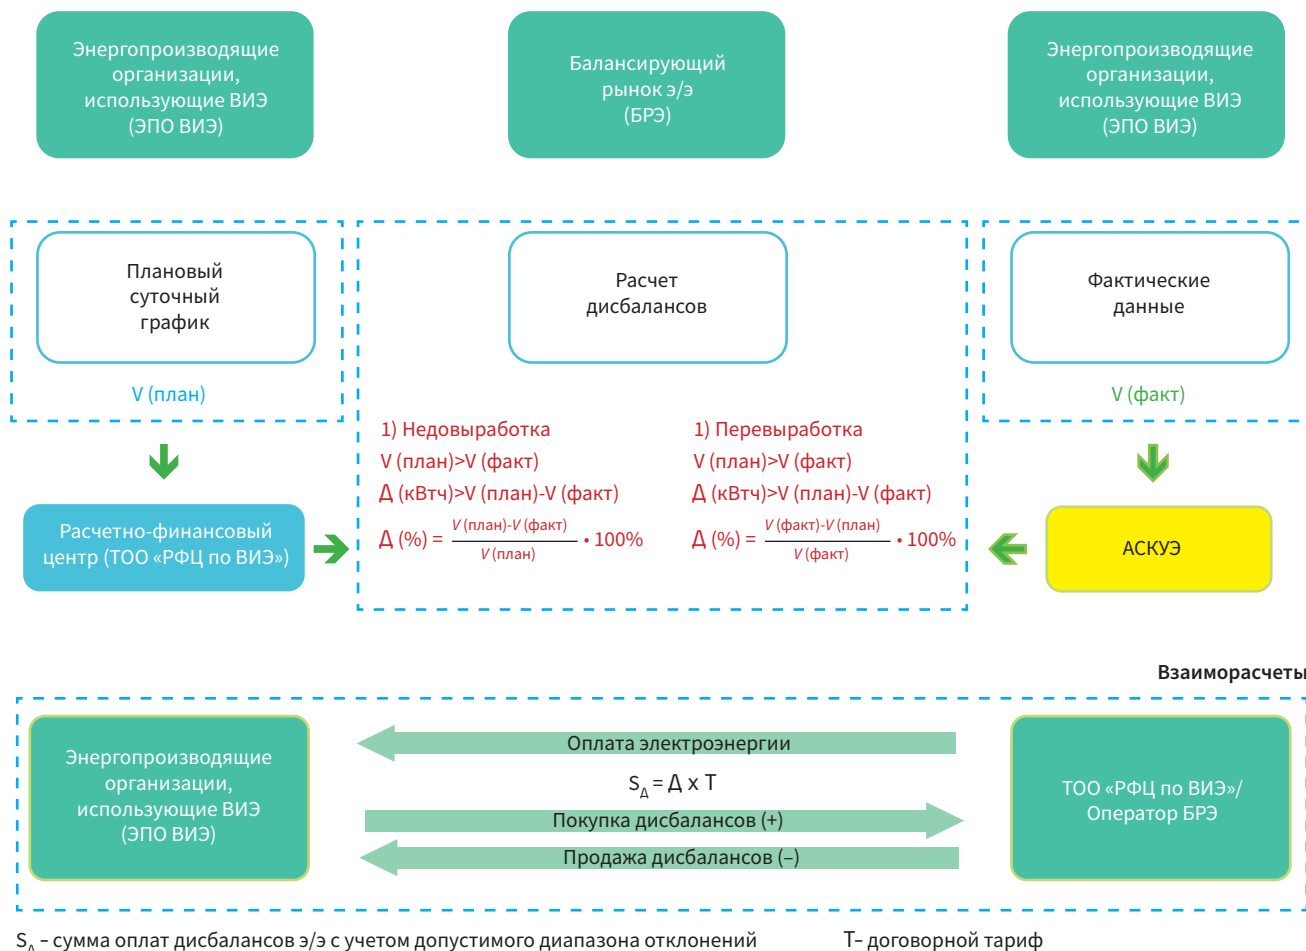 Энергопроизводящие
организации,
использующие ВИЭ
(ЭПО ВИЭ)
Балансирующий
рынок э/э
(БРЭ)
Энергопроизводящие
организации,
использующие ВИЭ
(ЭПО ВИЭ)
Плановый
суточный
график
V (план)
Расчет
дисбалансов
Фактические
данные
V (факт)
1) Недовыработка
V (план)>V (факт)
Δ (кВтч)>V (план)-V (факт)
Δ (%) = V (план)-V (факт) / V (план) • 100%
1) Перевыработка
V (план)>V (факт)
Δ (кВтч)>V (план)-V (факт)
Δ (%) = V (факт)-V (план) / V (факт) • 100%
Расчетно-финансовый
центр (ТОО «РФЦ по ВИЭ»)
АСКУЭ
Взаиморасчеты
Энергопроизводящие
организации,
использующие ВИЭ
(ЭПО ВИЭ)
Оплата электроэнергии
S_Δ = Δ x T
Покупка дисбалансов (+)
Продажа дисбалансов (–)
ТОО «РФЦ по ВИЭ»/
Оператор БРЭ
S_Δ – сумма оплат дисбалансов э/э с учетом допустимого диапазона отклонений
Т– договорной тариф